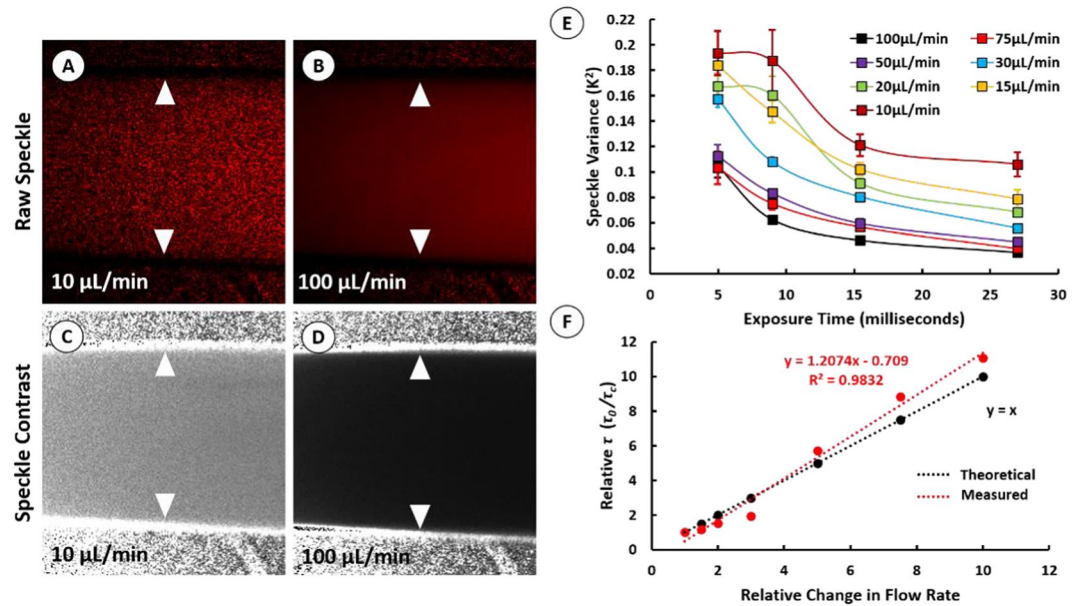 Raw Speckle
A
10 µL/min
B
100 µL/min
Speckle Contrast
C
10 µL/min
D
100 µL/min
E
Speckle Variance (K²)
0.22
0.2
0.18
0.16
0.14
0.12
0.1
0.08
0.06
0.04
0.02
100µL/min 75µL/min
50µL/min 30µL/min
20µL/min 15µL/min
10µL/min
0 5 10 15 20 25 30
Exposure Time (milliseconds)
F
Relative τ (τ₀/τc)
12
10
8
6
4
2
0
y = 1.2074x - 0.709
R² = 0.9832
y = x
Theoretical
Measured
0 2 4 6 8 10 12
Relative Change in Flow Rate